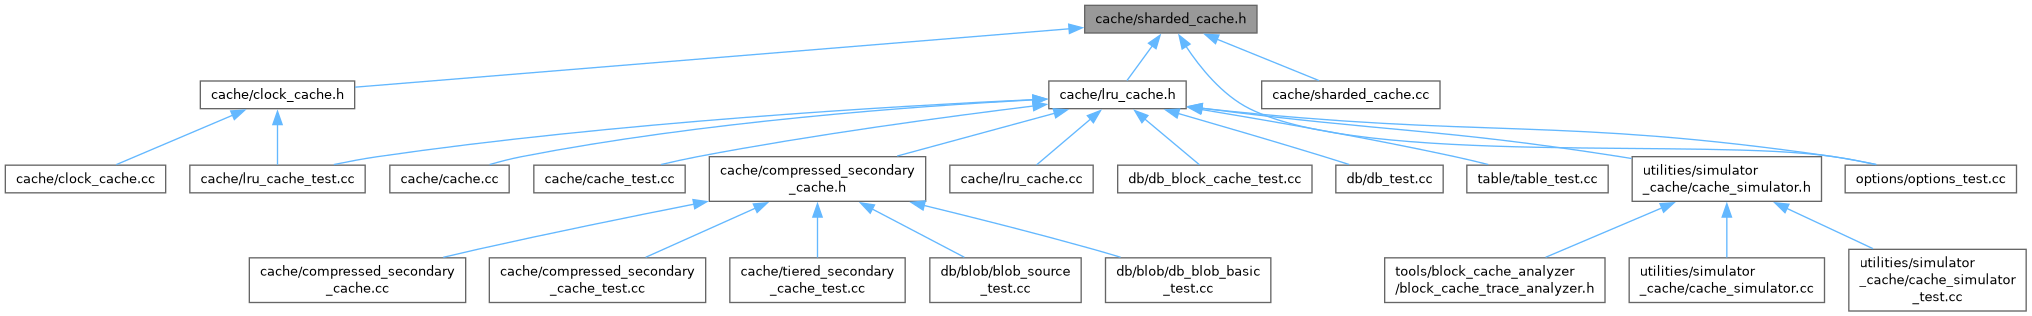 cache/sharded_cache.h
cache/clock_cache.h
cache/lru_cache.h
cache/sharded_cache.cc
cache/clock_cache.cc
cache/lru_cache_test.cc
cache/cache.cc
cache/cache_test.cc
cache/compressed_secondary
_cache.h
cache/lru_cache.cc
db/db_block_cache_test.cc
db/db_test.cc
table/table_test.cc
utilities/simulator
_cache/cache_simulator.h
options/options_test.cc
cache/compressed_secondary
_cache.cc
cache/compressed_secondary
_cache_test.cc
cache/tiered_secondary
_cache_test.cc
db/blob/blob_source
_test.cc
db/blob/db_blob_basic
_test.cc
tools/block_cache_analyzer
/block_cache_trace_analyzer.h
utilities/simulator
_cache/cache_simulator.cc
utilities/simulator
_cache/cache_simulator
_test.cc